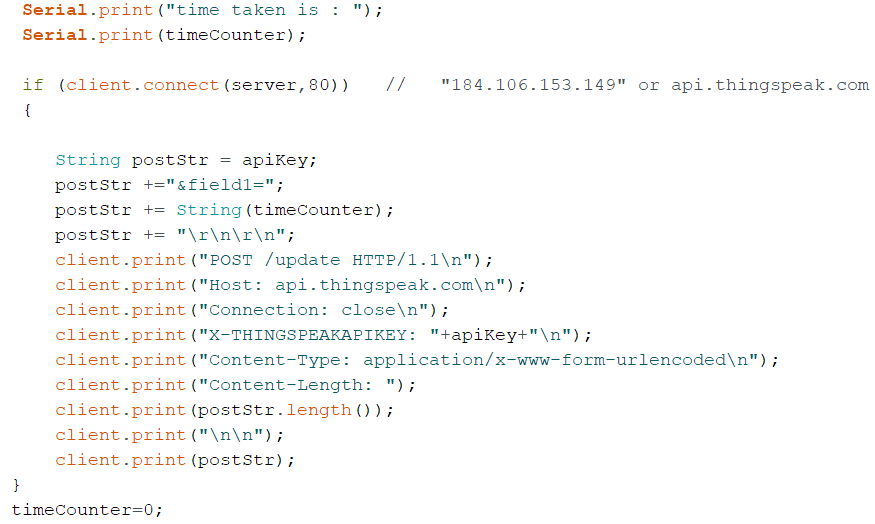 Serial.print("time taken is : ");
Serial.print(timeCounter);
if (client.connect(server,80))   //   "184.106.153.149" or api.thingspeak.com
{
String postStr = apiKey;
postStr +="&field1=";
postStr += String(timeCounter);
postStr += "\r\n\r\n";
client.print("POST /update HTTP/1.1\n");
client.print("Host: api.thingspeak.com\n");
client.print("Connection: close\n");
client.print("X-THINGSPEAKAPIKEY: "+apiKey+"\n");
client.print("Content-Type: application/x-www-form-urlencoded\n");
client.print("Content-Length: ");
client.print(postStr.length());
client.print("\n\n");
client.print(postStr);
}
timeCounter=0;